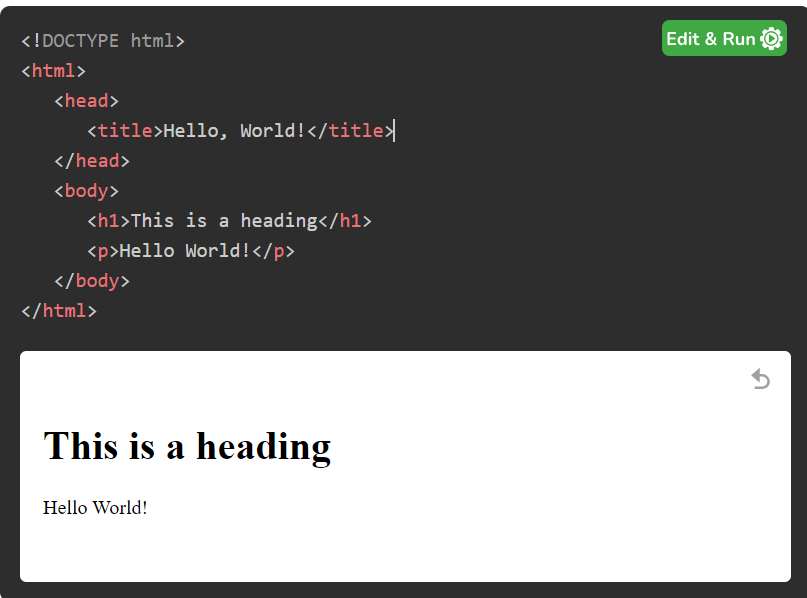 <!DOCTYPE html>
Edit & Run
<html>
<head>
<title>Hello, World!</title>
</head>
<body>
<h1>This is a heading</h1>
<p>Hello World!</p>
</body>
</html>
This is a heading
Hello World!